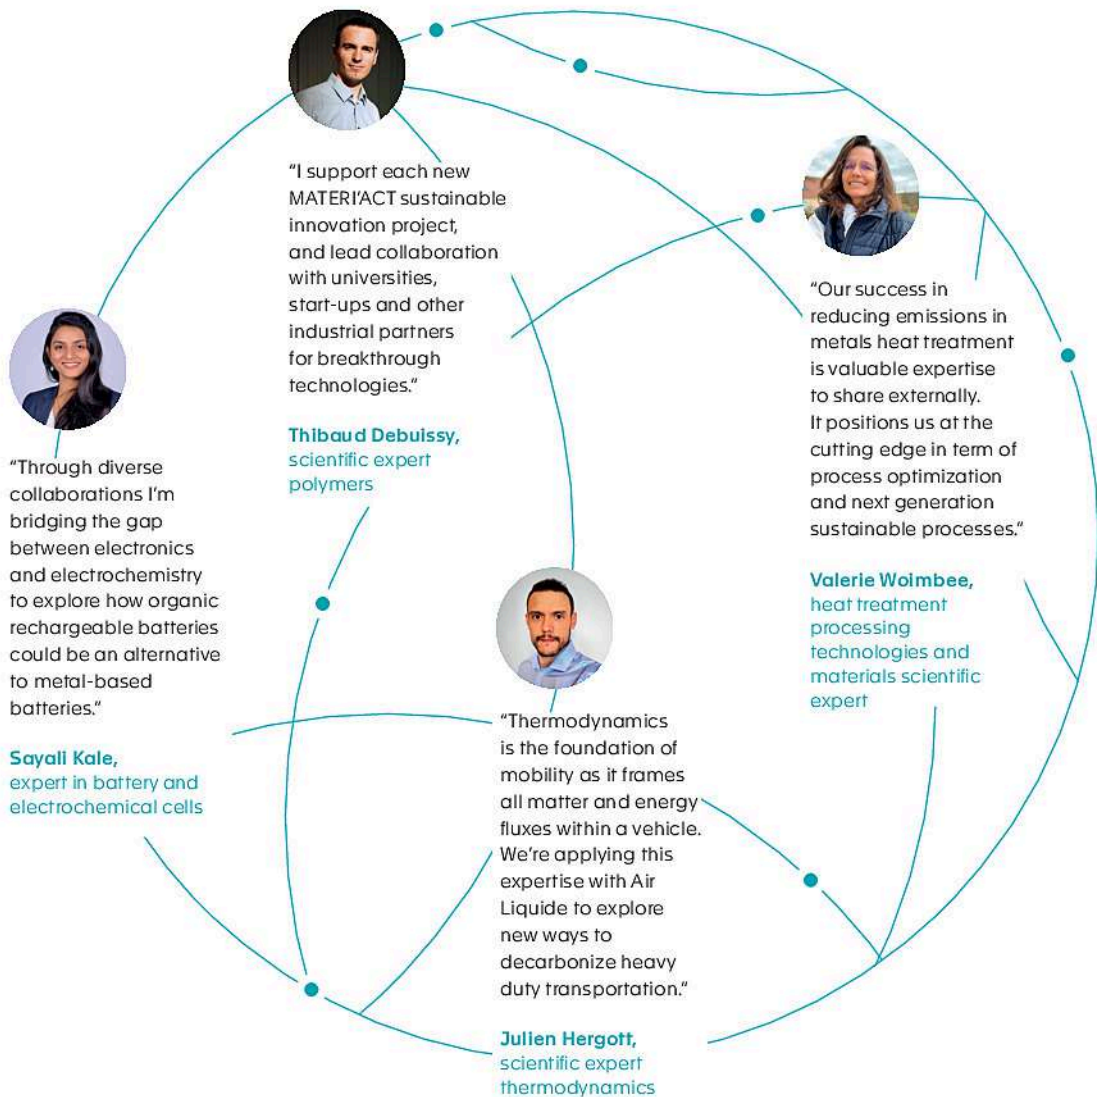 “I support each new
MATERI’ACT sustainable
innovation project,
and lead collaboration
with universities,
start-ups and other
industrial partners
for breakthrough
technologies.”
Thibaud Debuissy,
scientific expert
polymers
“Our success in
reducing emissions in
metals heat treatment
is valuable expertise
to share externally.
It positions us at the
cutting edge in term of
process optimization
and next generation
sustainable processes.”
Valerie Woimbee,
heat treatment
processing
technologies and
materials scientific
expert
“Through diverse
collaborations I’m
bridging the gap
between electronics
and electrochemistry
to explore how organic
rechargeable batteries
could be an alternative
to metal-based
batteries.”
Sayali Kale,
expert in battery and
electrochemical cells
“Thermodynamics
is the foundation of
mobility as it frames
all matter and energy
fluxes within a vehicle.
We’re applying this
expertise with Air
Liquide to explore
new ways to
decarbonize heavy
duty transportation.”
Julien Hergott,
scientific expert
thermodynamics